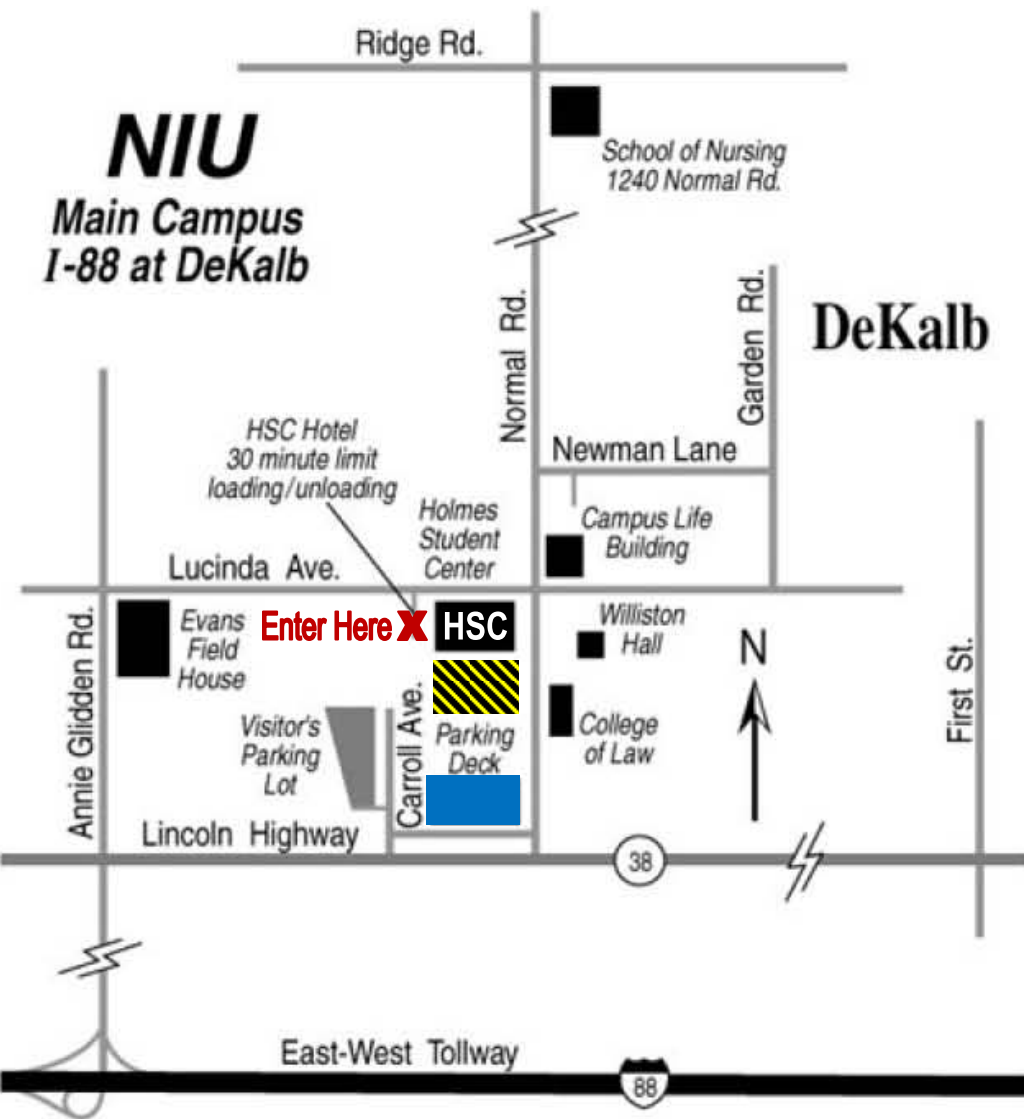 Ridge Rd.
NIU
Main Campus
I-88 at DeKalb
School of Nursing
1240 Normal Rd.
Normal Rd.
Garden Rd.
DeKalb
HSC Hotel
30 minute limit
loading/unloading
Newman Lane
Holmes
Student
Center
Campus Life
Building
Lucinda Ave.
Annie Glidden Rd.
Evans
Field
House
Enter Here X
HSC
Williston
Hall
N
First St.
Visitor's
Parking
Lot
Carroll Ave.
Parking
Deck
College
of Law
Lincoln Highway
38
East-West Tollway
88